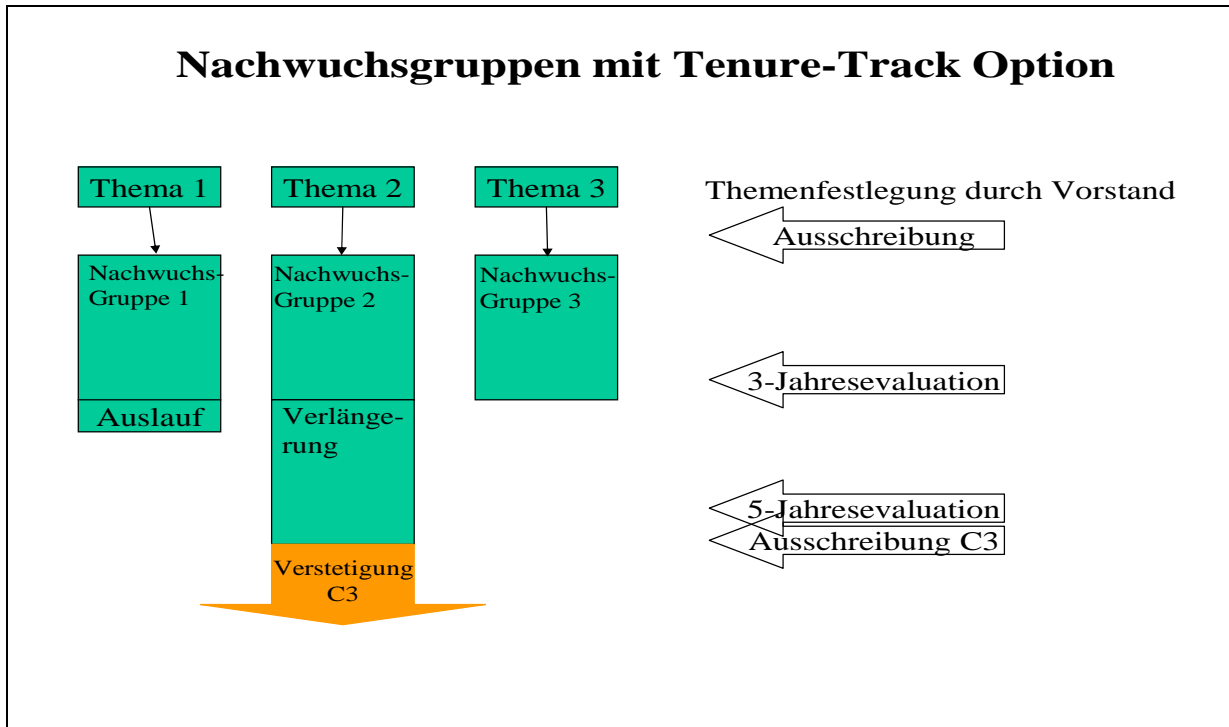 Nachwuchsgruppen mit Tenure-Track Option
Thema 1
Thema 2
Thema 3
Themenfestlegung durch Vorstand
Ausschreibung
Nachwuchs-
Gruppe 1
Nachwuchs-
Gruppe 2
Nachwuchs-
Gruppe 3
3-Jahresevaluation
Auslauf
Verlänge-
rung
5-Jahresevaluation
Ausschreibung C3
Verstetigung
C3